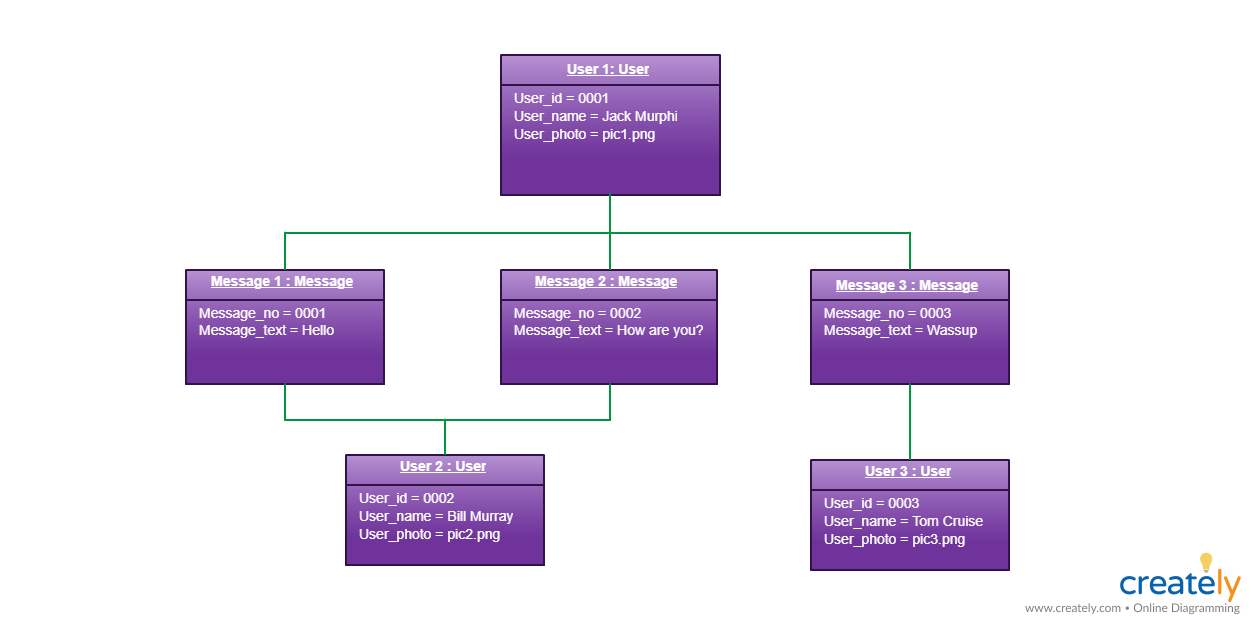 User 1: User
User_id = 0001
User_name = Jack Murphi
User_photo = pic1.png
Message 1 : Message
Message_no = 0001
Message_text = Hello
Message 2 : Message
Message_no = 0002
Message_text = How are you?
Message 3 : Message
Message_no = 0003
Message_text = Wassup
User 2 : User
User_id = 0002
User_name = Bill Murray
User_photo = pic2.png
User 3 : User
User_id = 0003
User_name = Tom Cruise
User_photo = pic3.png
creately
www.creately.com • Online Diagramming